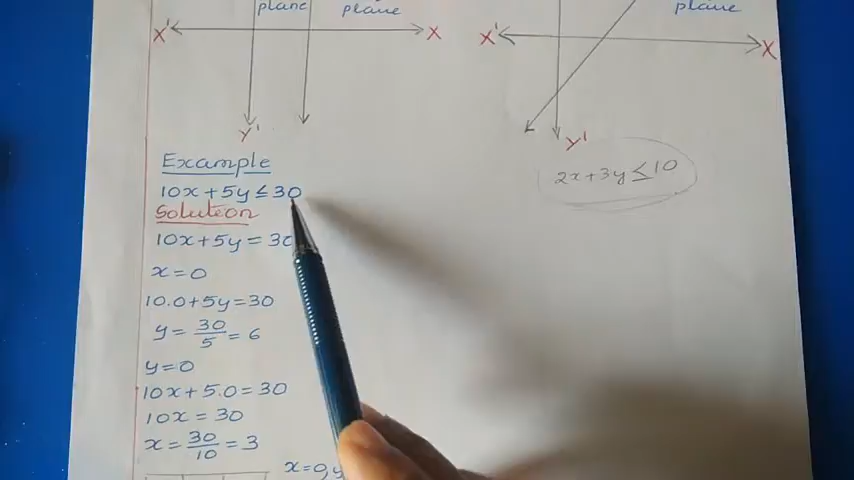 plane
plane
plane
X'
X
X'
X
Y'
Y'
Example
10x+5y≤30
2x+3y≤10
Solution
10x+5y=30
x=0
10.0+5y=30
y=30/5=6
y=0
10x+5.0=30
10x=30
x=30/10=3
x=0,y